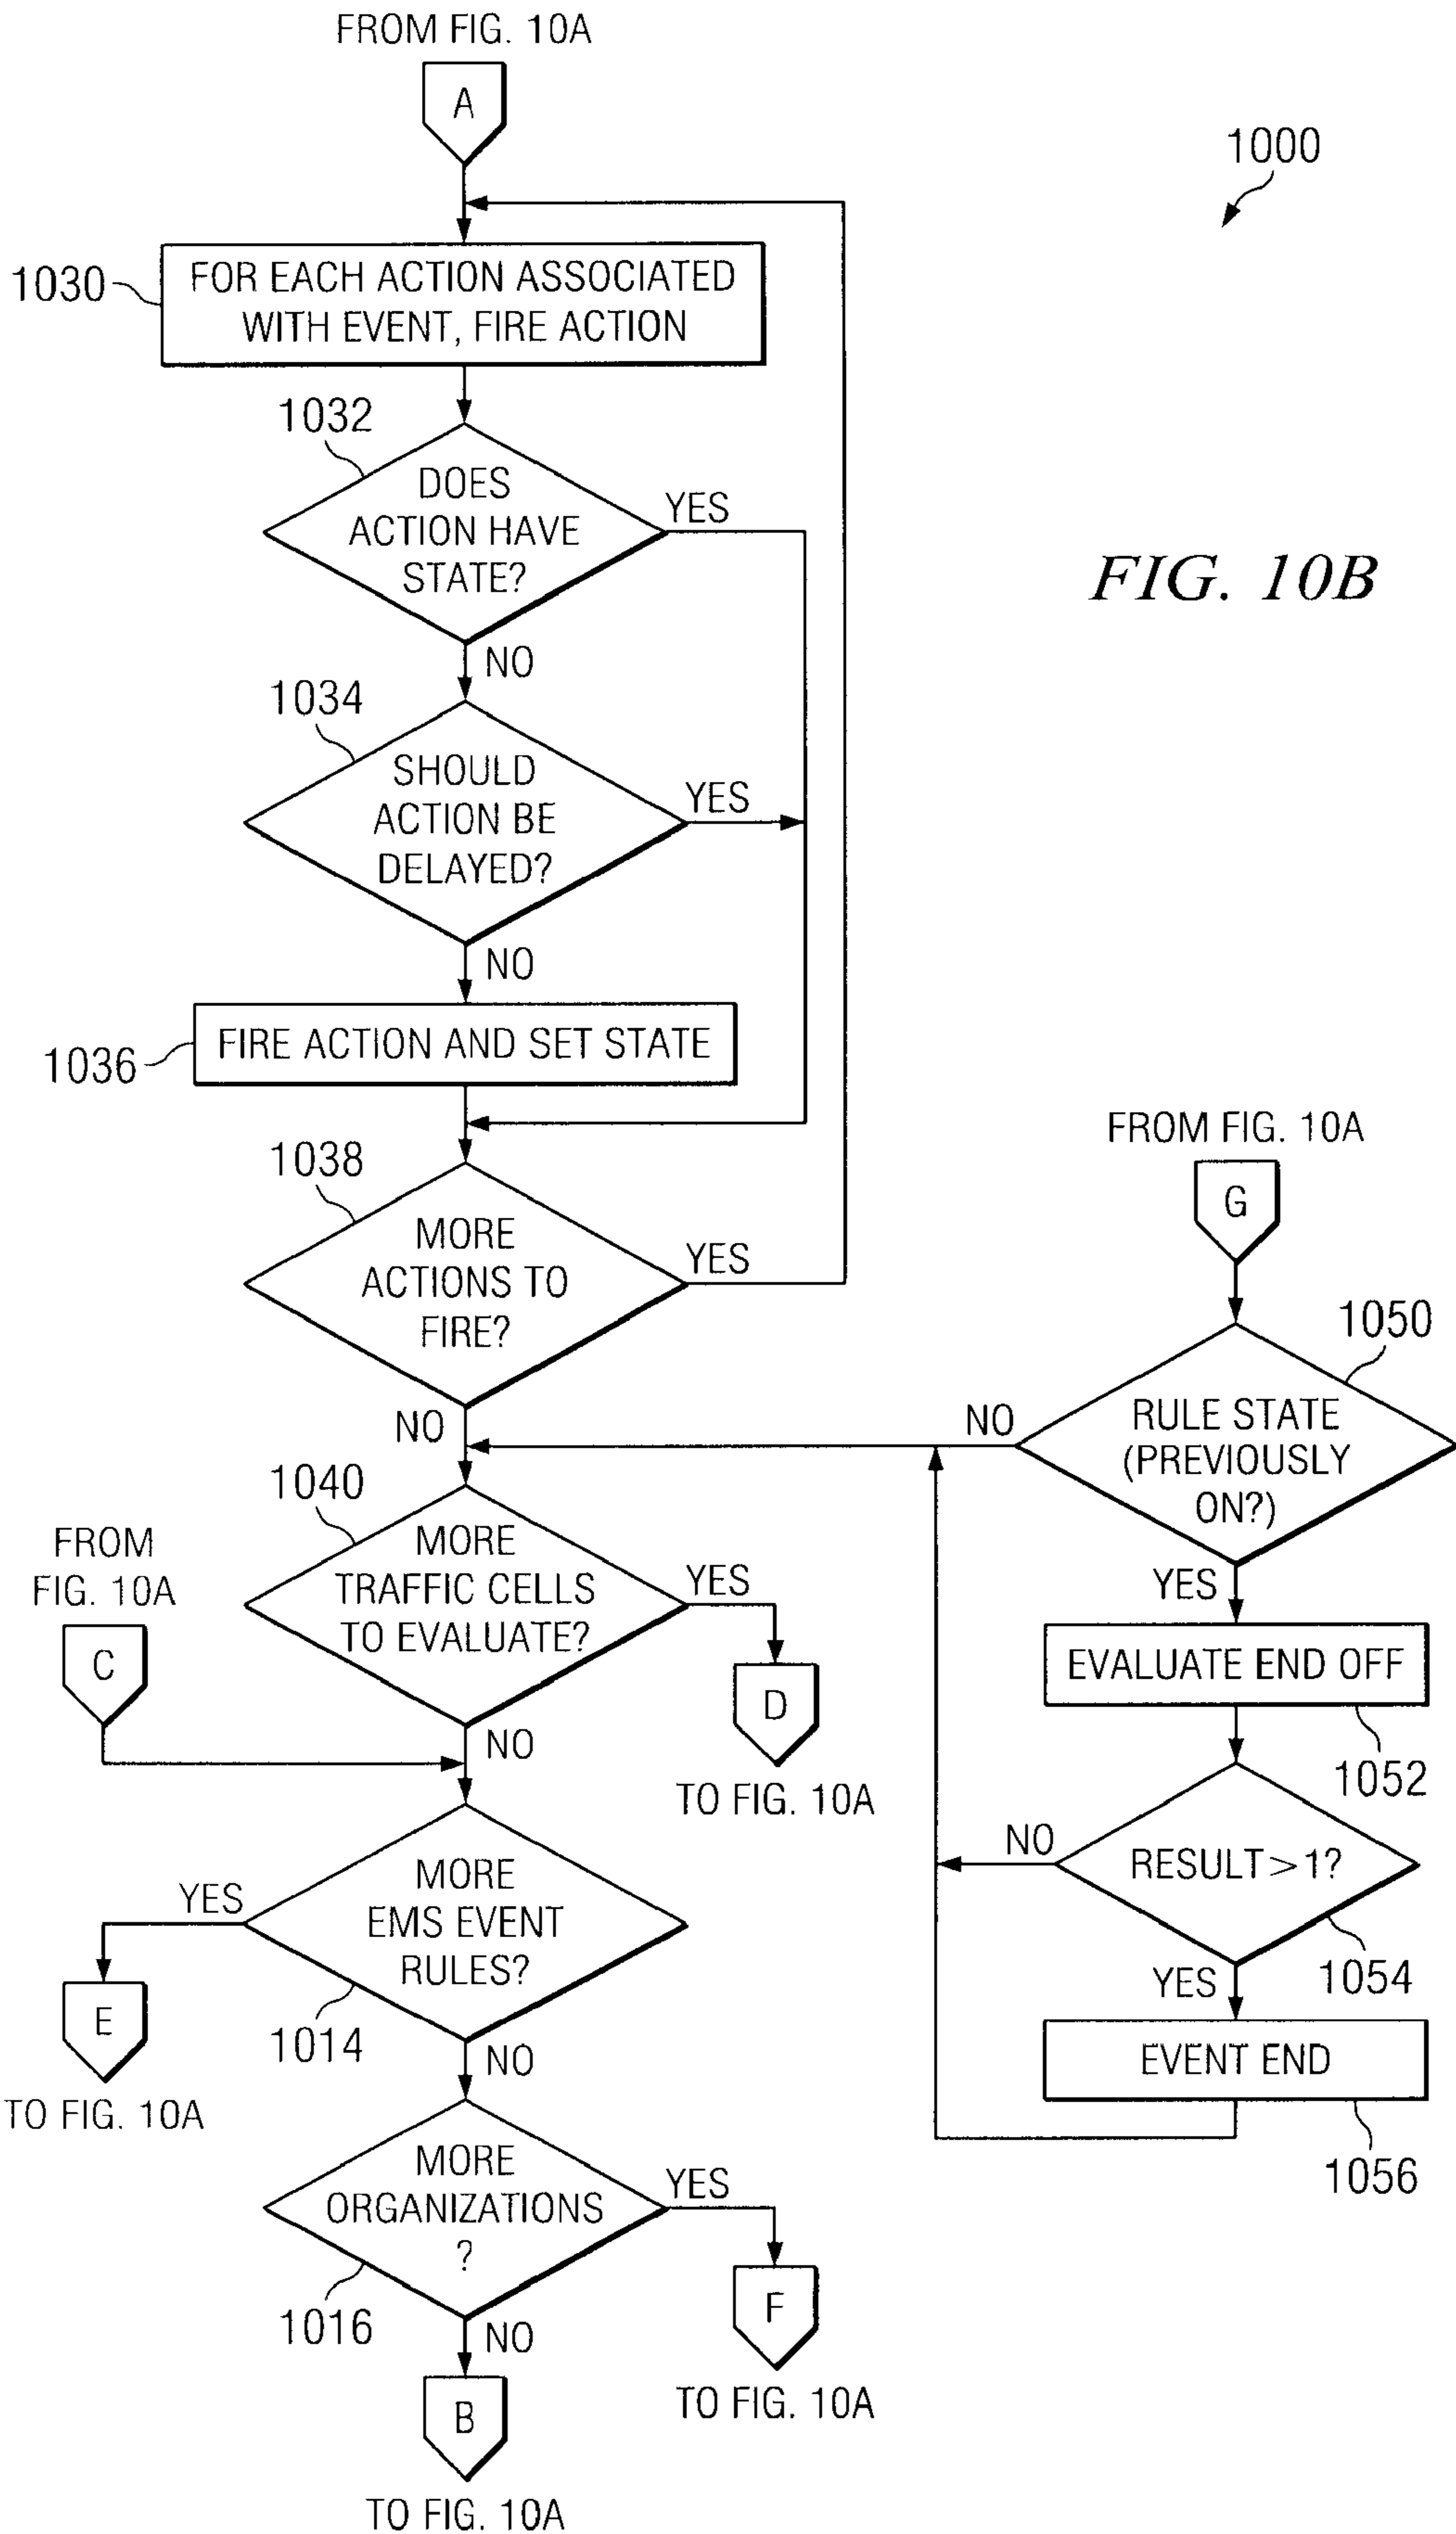 FROM FIG. 10A
A
1000
1030
FOR EACH ACTION ASSOCIATED
WITH EVENT, FIRE ACTION
1032
DOES
ACTION HAVE
STATE?
YES
NO
FIG. 10B
1034
SHOULD
ACTION BE
DELAYED?
YES
NO
1036
FIRE ACTION AND SET STATE
1038
MORE
ACTIONS TO
FIRE?
YES
NO
FROM FIG. 10A
G
1050
RULE STATE
(PREVIOUSLY
ON?)
NO
YES
1040
MORE
TRAFFIC CELLS
TO EVALUATE?
YES
NO
FROM
FIG. 10A
C
D
TO FIG. 10A
EVALUATE END OFF
1052
RESULT>1?
NO
1054
YES
EVENT END
1056
MORE
EMS EVENT
RULES?
YES
1014
NO
E
TO FIG. 10A
MORE
ORGANIZATIONS
?
YES
1016
NO
F
TO FIG. 10A
B
TO FIG. 10A